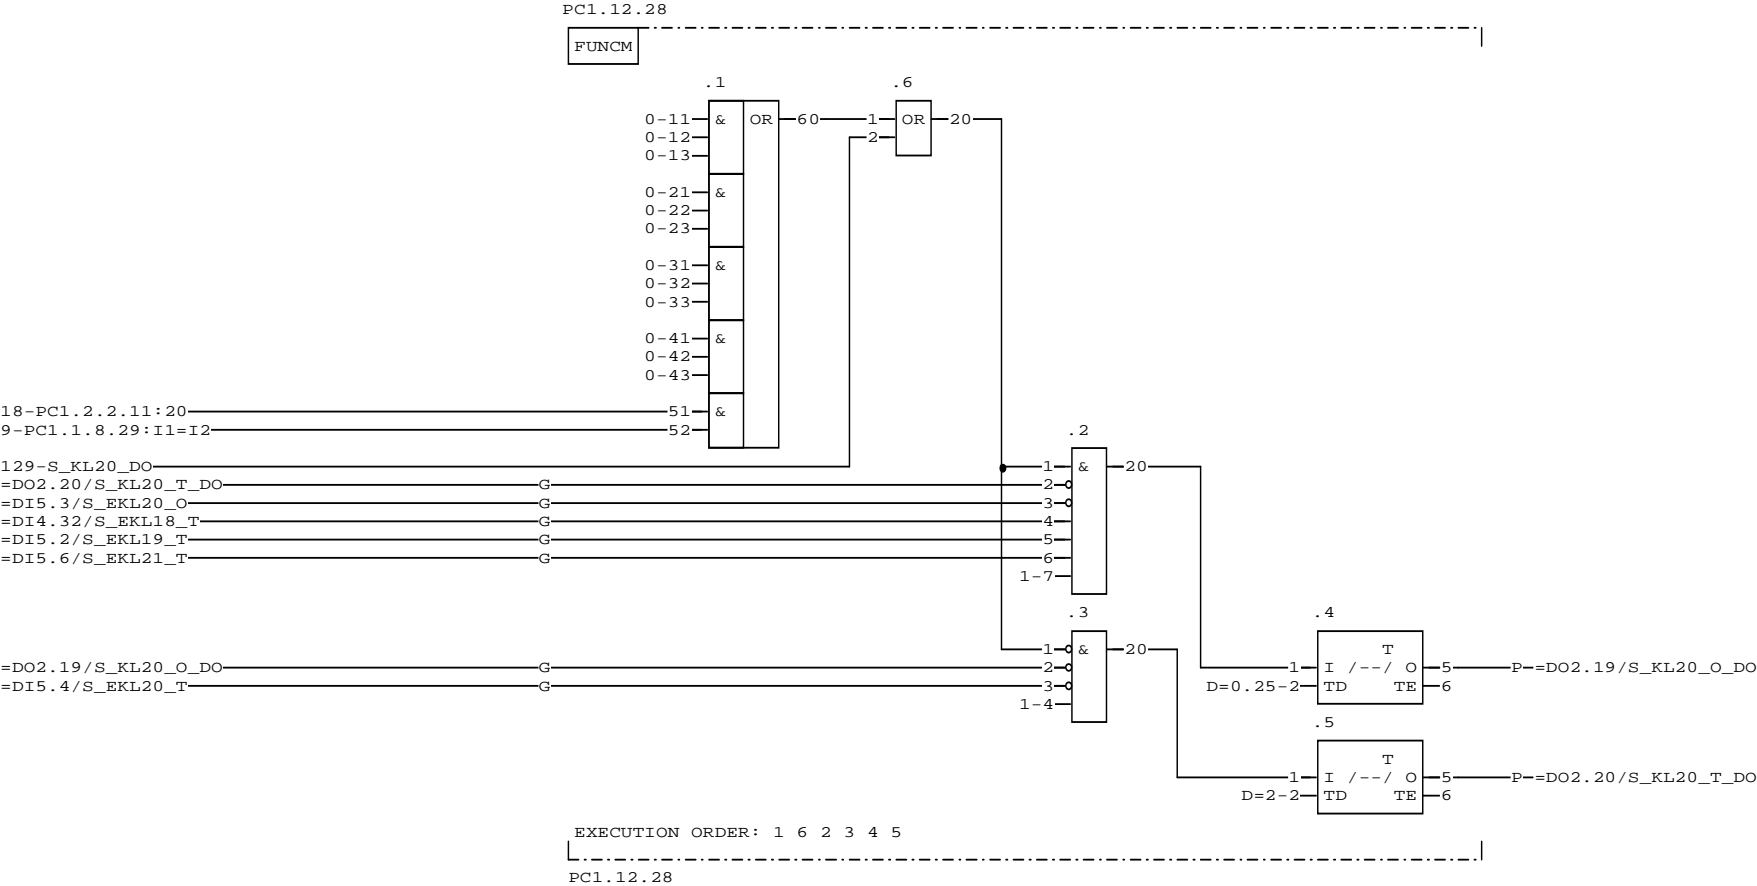 PC1.12.28
FUNCM
.1 .6
0-11 & OR 60 1 OR 20
0-12 2
0-13
0-21 &
0-22
0-23
0-31 &
0-32
0-33
0-41 &
0-42
0-43
18-PC1.2.2.11:20 51 &
9-PC1.1.8.29:I1=I2 52
.2
129-S_KL20_DO 1 & 20
=DO2.20/S_KL20_T_DO G 2
=DI5.3/S_EKL20_O G 3
=DI4.32/S_EKL18_T G 4
=DI5.2/S_EKL19_T G 5
=DI5.6/S_EKL21_T G 6
1-7
.3 .4
1 & 20 T
=DO2.19/S_KL20_O_DO G 2 1 I /--/ O 5 P-=DO2.19/S_KL20_O_DO
=DI5.4/S_EKL20_T G 3 D=0.25-2 TD TE 6
1-4
.5
T
1 I /--/ O 5 P-=DO2.20/S_KL20_T_DO
D=2-2 TD TE 6
EXECUTION ORDER: 1 6 2 3 4 5
PC1.12.28